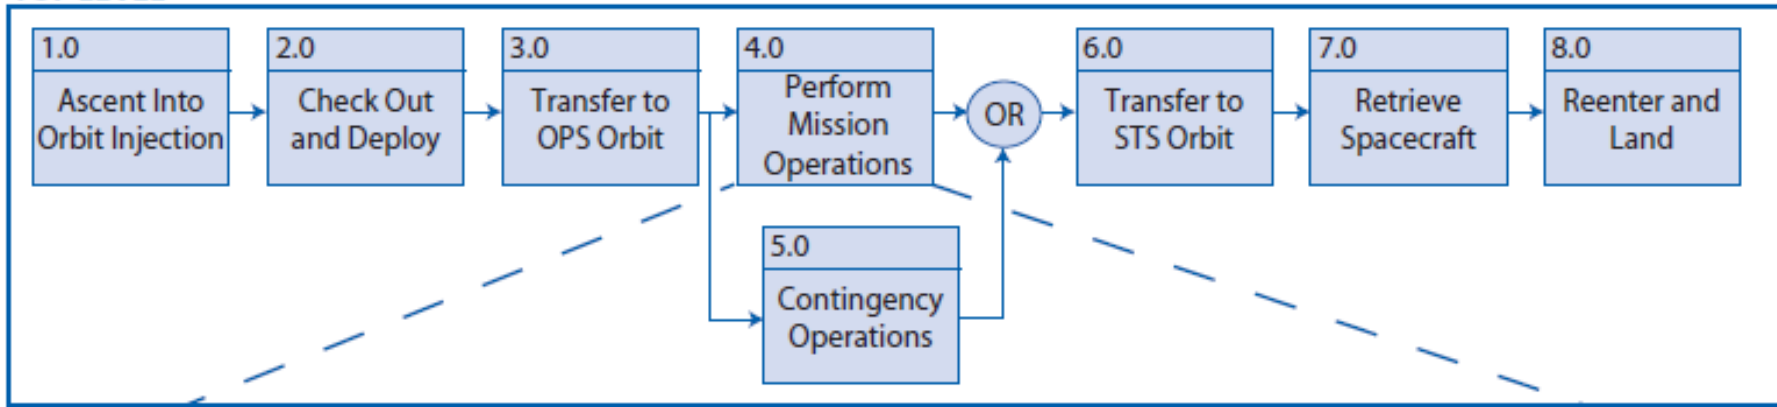 1.0
Ascent Into
Orbit Injection
2.0
Check Out
and Deploy
3.0
Transfer to
OPS Orbit
4.0
Perform
Mission
Operations
OR
5.0
Contingency
Operations
6.0
Transfer to
STS Orbit
7.0
Retrieve
Spacecraft
8.0
Reenter and
Land